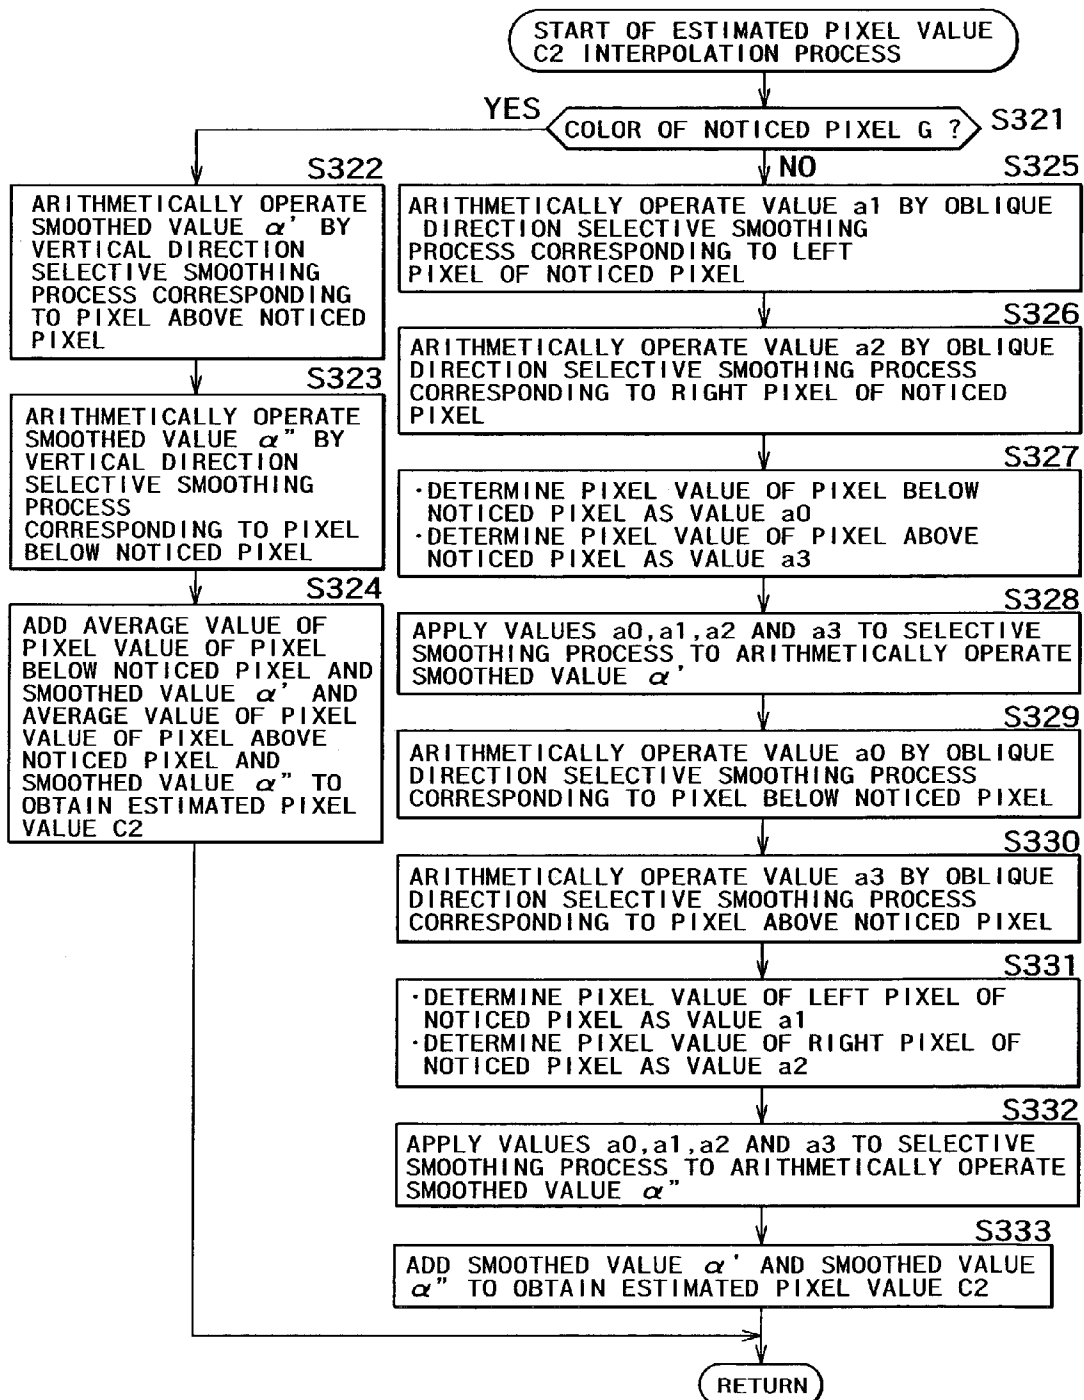 START OF ESTIMATED PIXEL VALUE
C2 INTERPOLATION PROCESS
YES
COLOR OF NOTICED PIXEL G ?
S321
NO
S322
ARITHMETICALLY OPERATE
SMOOTHED VALUE α' BY
VERTICAL DIRECTION
SELECTIVE SMOOTHING
PROCESS CORRESPONDING
TO PIXEL ABOVE NOTICED
PIXEL
S323
ARITHMETICALLY OPERATE
SMOOTHED VALUE α" BY
VERTICAL DIRECTION
SELECTIVE SMOOTHING
PROCESS
CORRESPONDING TO PIXEL
BELOW NOTICED PIXEL
S324
ADD AVERAGE VALUE OF
PIXEL VALUE OF PIXEL
BELOW NOTICED PIXEL AND
SMOOTHED VALUE α' AND
AVERAGE VALUE OF PIXEL
VALUE OF PIXEL ABOVE
NOTICED PIXEL AND
SMOOTHED VALUE α" TO
OBTAIN ESTIMATED PIXEL
VALUE C2
S325
ARITHMETICALLY OPERATE VALUE a1 BY OBLIQUE
DIRECTION SELECTIVE SMOOTHING
PROCESS CORRESPONDING TO LEFT
PIXEL OF NOTICED PIXEL
S326
ARITHMETICALLY OPERATE VALUE a2 BY OBLIQUE
DIRECTION SELECTIVE SMOOTHING PROCESS
CORRESPONDING TO RIGHT PIXEL OF NOTICED
PIXEL
S327
·DETERMINE PIXEL VALUE OF PIXEL BELOW
NOTICED PIXEL AS VALUE a0
·DETERMINE PIXEL VALUE OF PIXEL ABOVE
NOTICED PIXEL AS VALUE a3
S328
APPLY VALUES a0,a1,a2 AND a3 TO SELECTIVE
SMOOTHING PROCESS TO ARITHMETICALLY OPERATE
SMOOTHED VALUE α'
S329
ARITHMETICALLY OPERATE VALUE a0 BY OBLIQUE
DIRECTION SELECTIVE SMOOTHING PROCESS
CORRESPONDING TO PIXEL BELOW NOTICED PIXEL
S330
ARITHMETICALLY OPERATE VALUE a3 BY OBLIQUE
DIRECTION SELECTIVE SMOOTHING PROCESS
CORRESPONDING TO PIXEL ABOVE NOTICED PIXEL
S331
·DETERMINE PIXEL VALUE OF LEFT PIXEL OF
NOTICED PIXEL AS VALUE a1
·DETERMINE PIXEL VALUE OF RIGHT PIXEL OF
NOTICED PIXEL AS VALUE a2
S332
APPLY VALUES a0,a1,a2 AND a3 TO SELECTIVE
SMOOTHING PROCESS TO ARITHMETICALLY OPERATE
SMOOTHED VALUE α"
S333
ADD SMOOTHED VALUE α' AND SMOOTHED VALUE
α" TO OBTAIN ESTIMATED PIXEL VALUE C2
RETURN